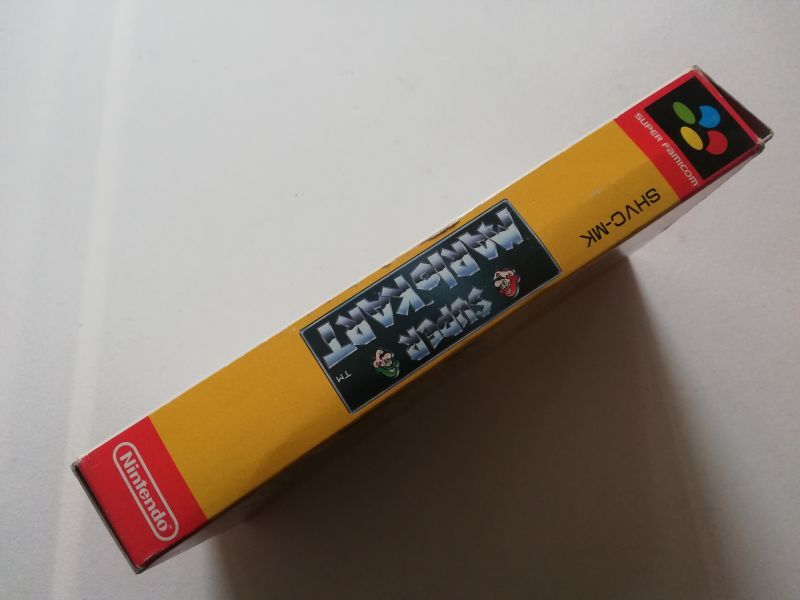 SUPER FAMICOM
SHVC-MK
SUPER
MARIOKART
TM
Nintendo®